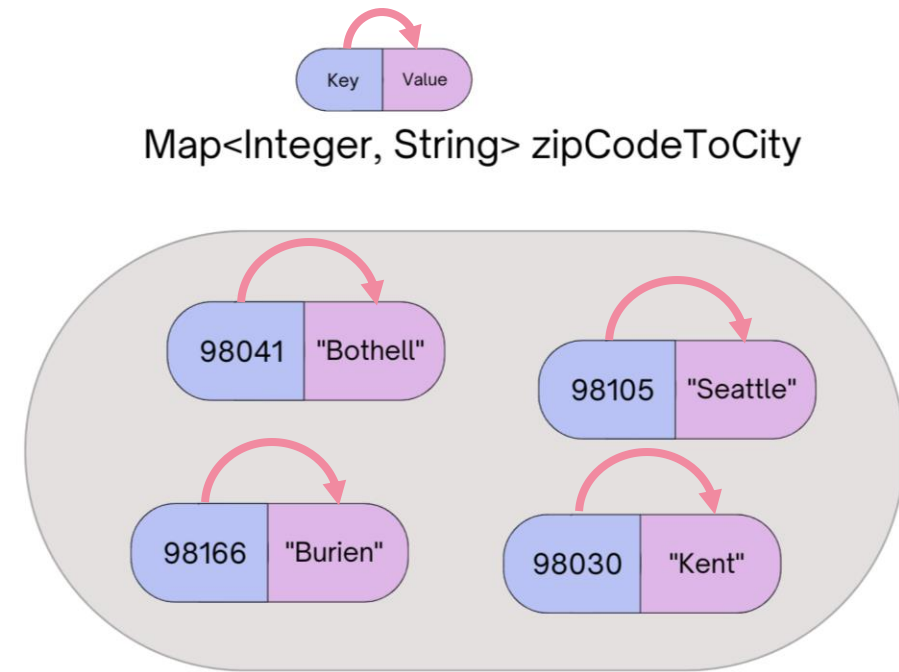 Key Value
Map<Integer, String> zipCodeToCity
98041 "Bothell"
98105 "Seattle"
98166 "Burien"
98030 "Kent"